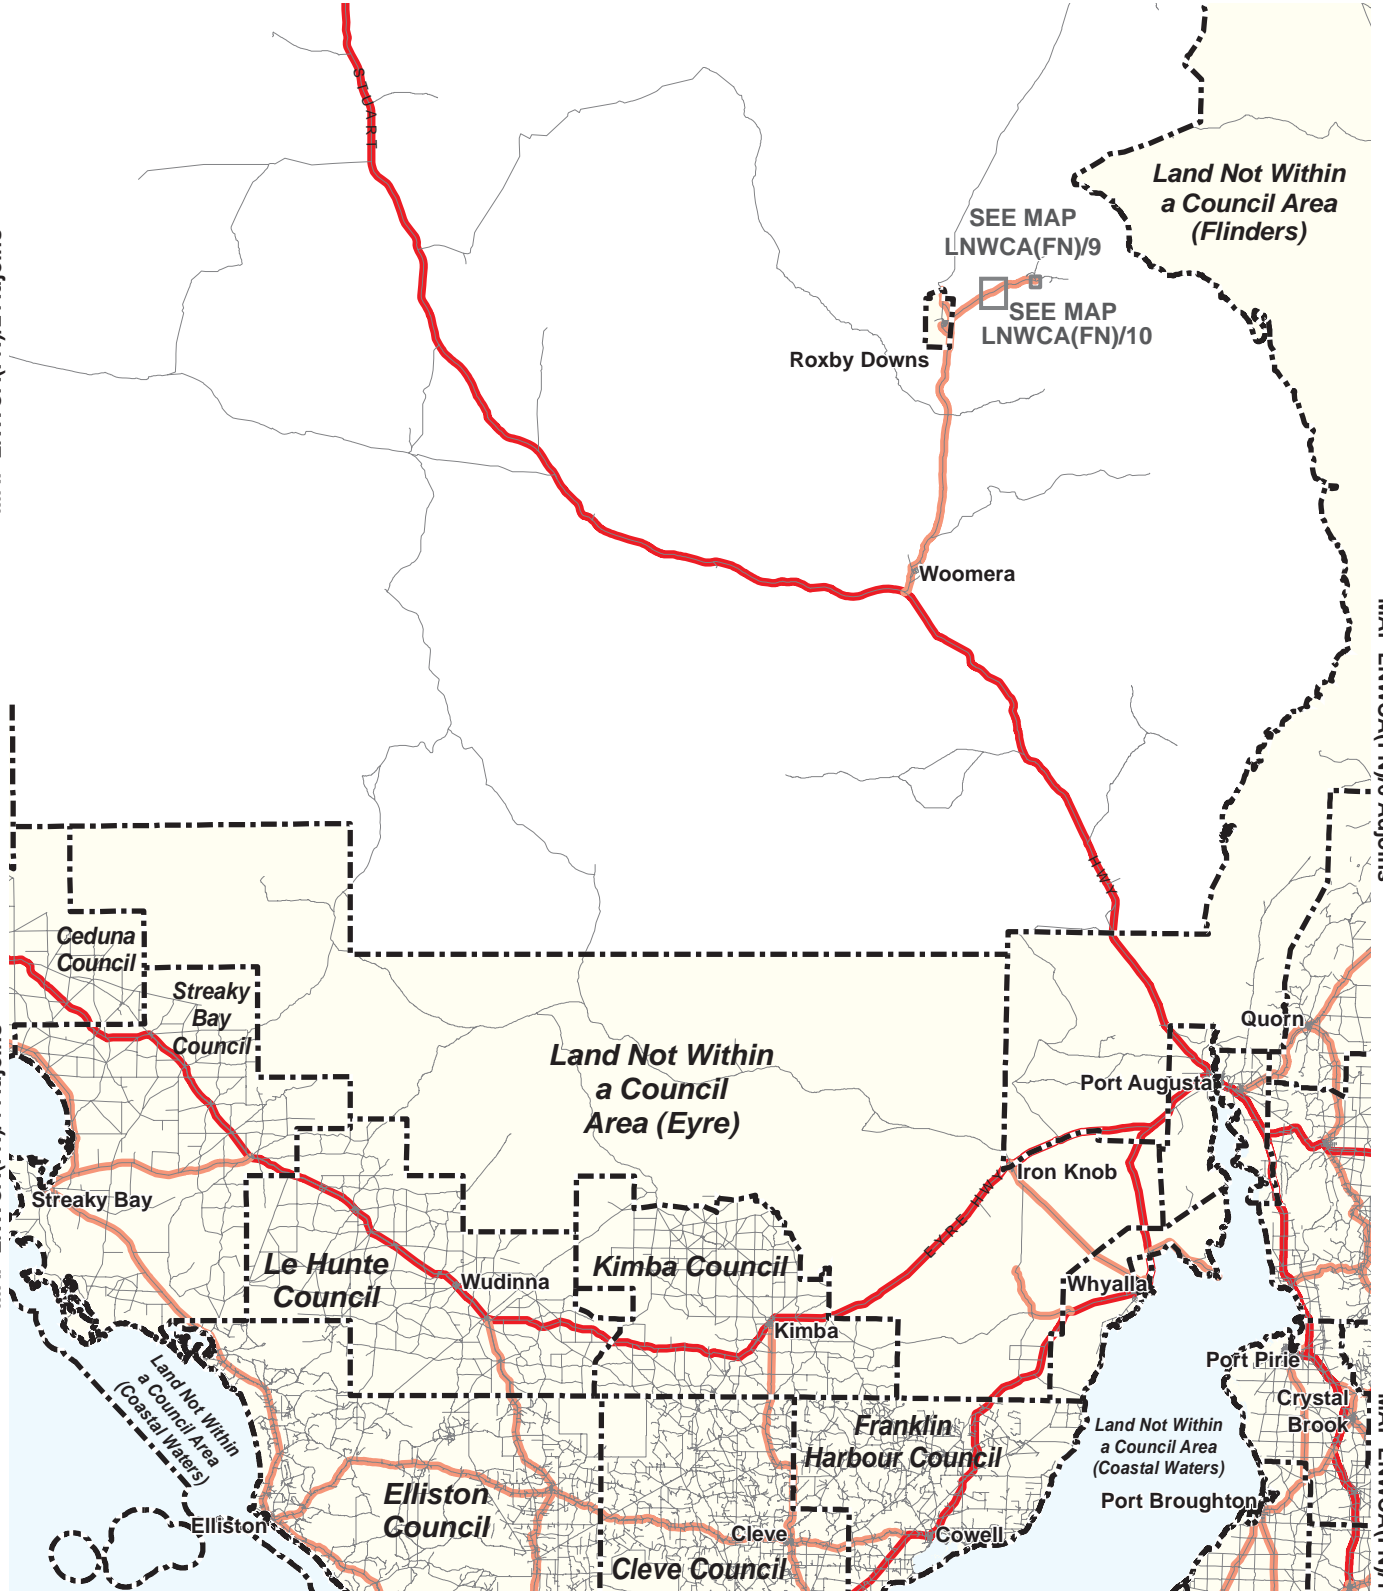 STUART
Land Not Within
a Council Area
(Flinders)
SEE MAP
LNWCA(FN)/9
SEE MAP
LNWCA(FN)/10
Roxby Downs
Woomera
HWY
Ceduna
Council
Streaky
Bay
Council
Quorn
Land Not Within
a Council
Area (Eyre)
Port Augusta
Iron Knob
Streaky Bay
EYRE HWY
Le Hunte
Council
Wudinna
Kimba Council
Whyalla
Kimba
Land Not Within
a Council Area
(Coastal Waters)
Port Pirie
Crystal
Brook
Franklin
Harbour Council
Land Not Within
a Council Area
(Coastal Waters)
Elliston
Council
Port Broughton
Elliston
Cleve
Cowell
Cleve Council